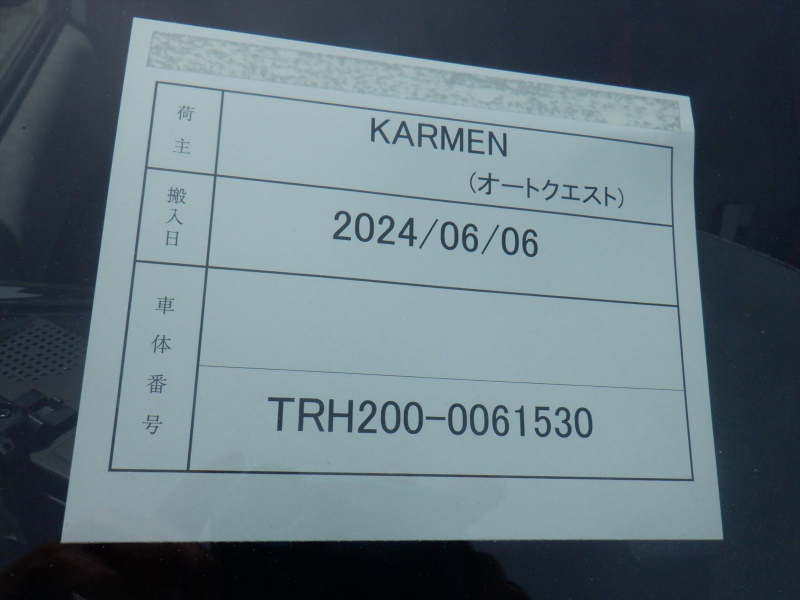 荷主
KARMEN
(オートクエスト)
搬入日
2024/06/06
車体番号
TRH200-0061530